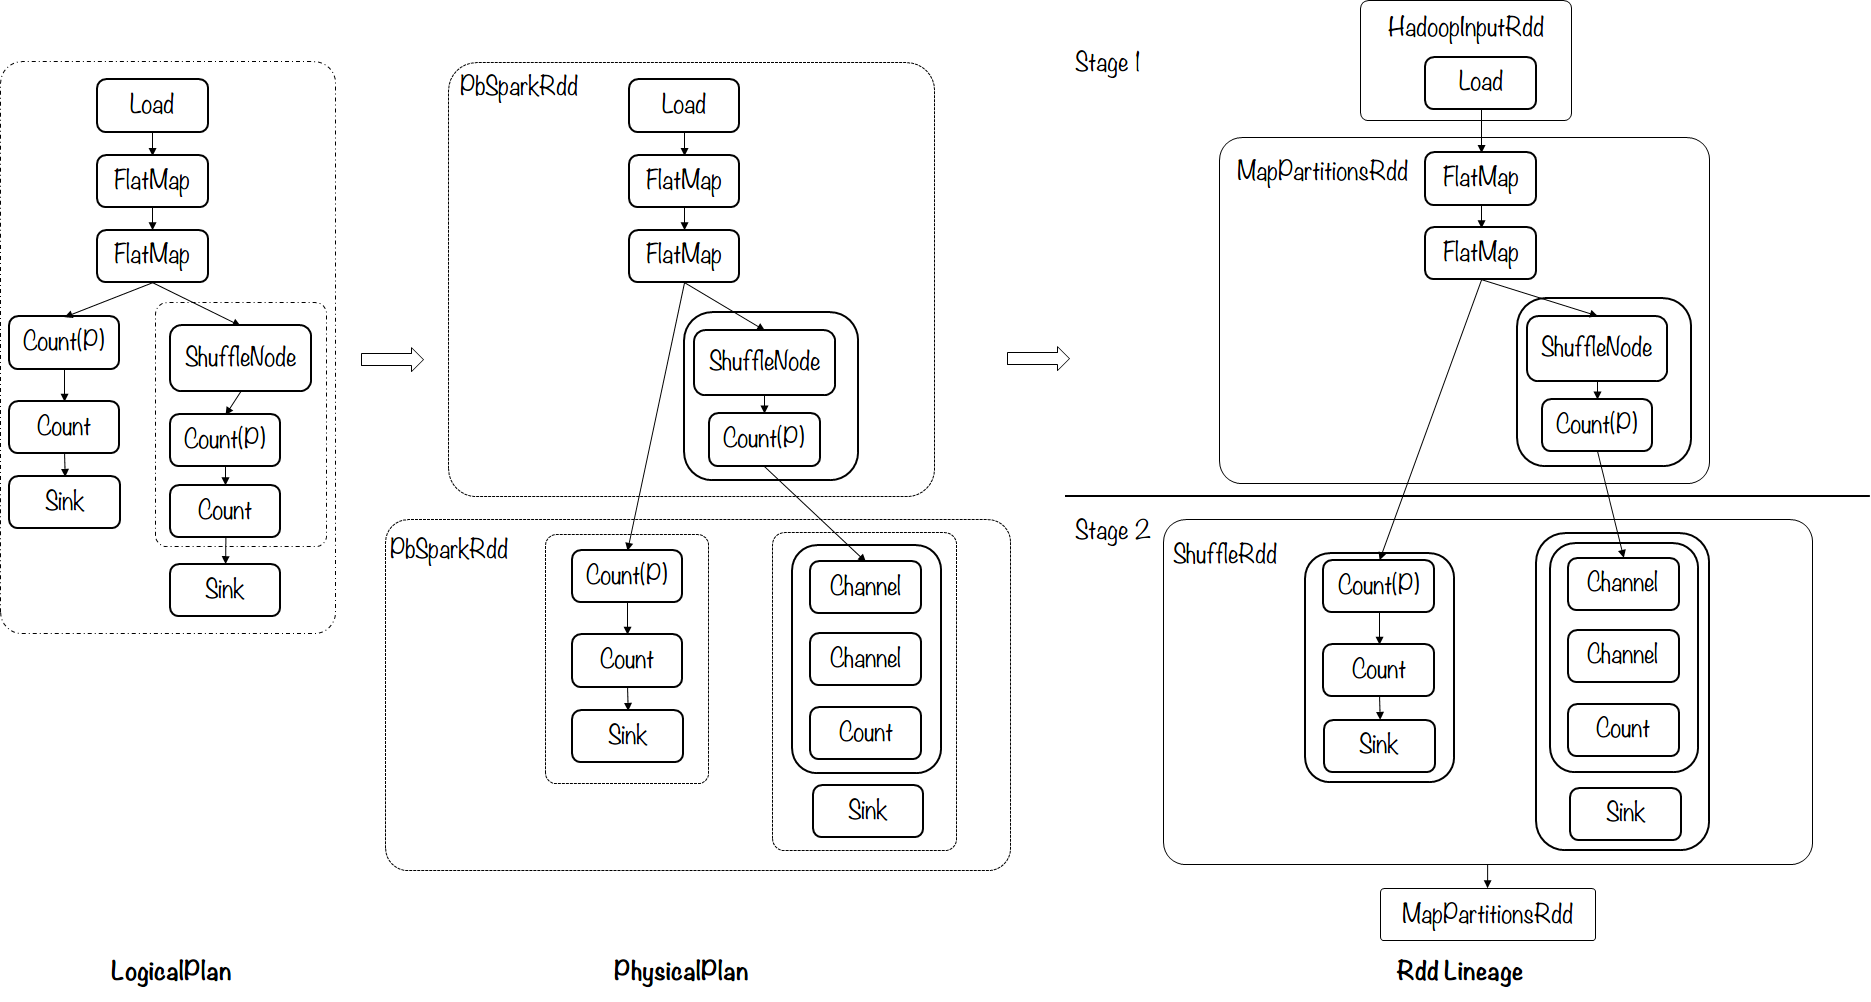 Load
FlatMap
FlatMap
Count(P)
Count
Sink
ShuffleNode
Count(P)
Count
Sink
LogicalPlan
PbSparkRdd
Load
FlatMap
FlatMap
ShuffleNode
Count(P)
PbSparkRdd
Count(P)
Count
Sink
Channel
Channel
Count
Sink
PhysicalPlan
Stage 1
HadoopInputRdd
Load
MapPartitionsRdd
FlatMap
FlatMap
ShuffleNode
Count(P)
Stage 2
ShuffleRdd
Count(P)
Count
Sink
Channel
Channel
Count
Sink
MapPartitionsRdd
Rdd Lineage